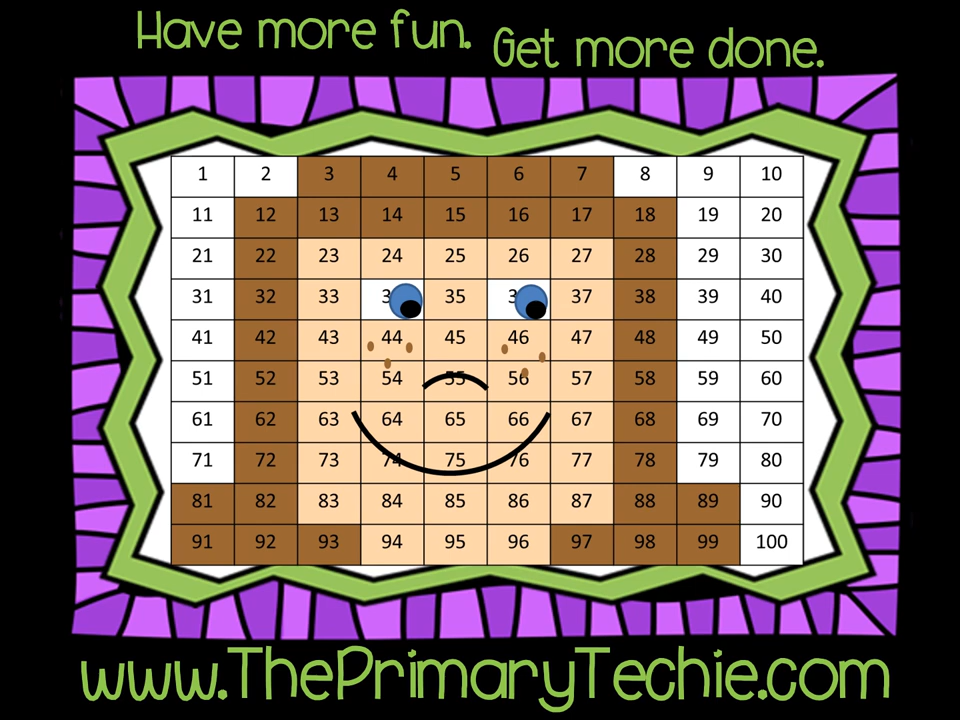 Have more fun. Get more done.
1 2 3 4 5 6 7 8 9 10
11 12 13 14 15 16 17 18 19 20
21 22 23 24 25 26 27 28 29 30
31 32 33 3 35 3 37 38 39 40
41 42 43 44 45 46 47 48 49 50
51 52 53 54 55 56 57 58 59 60
61 62 63 64 65 66 67 68 69 70
71 72 73 74 75 76 77 78 79 80
81 82 83 84 85 86 87 88 89 90
91 92 93 94 95 96 97 98 99 100
www.ThePrimaryTechie.com